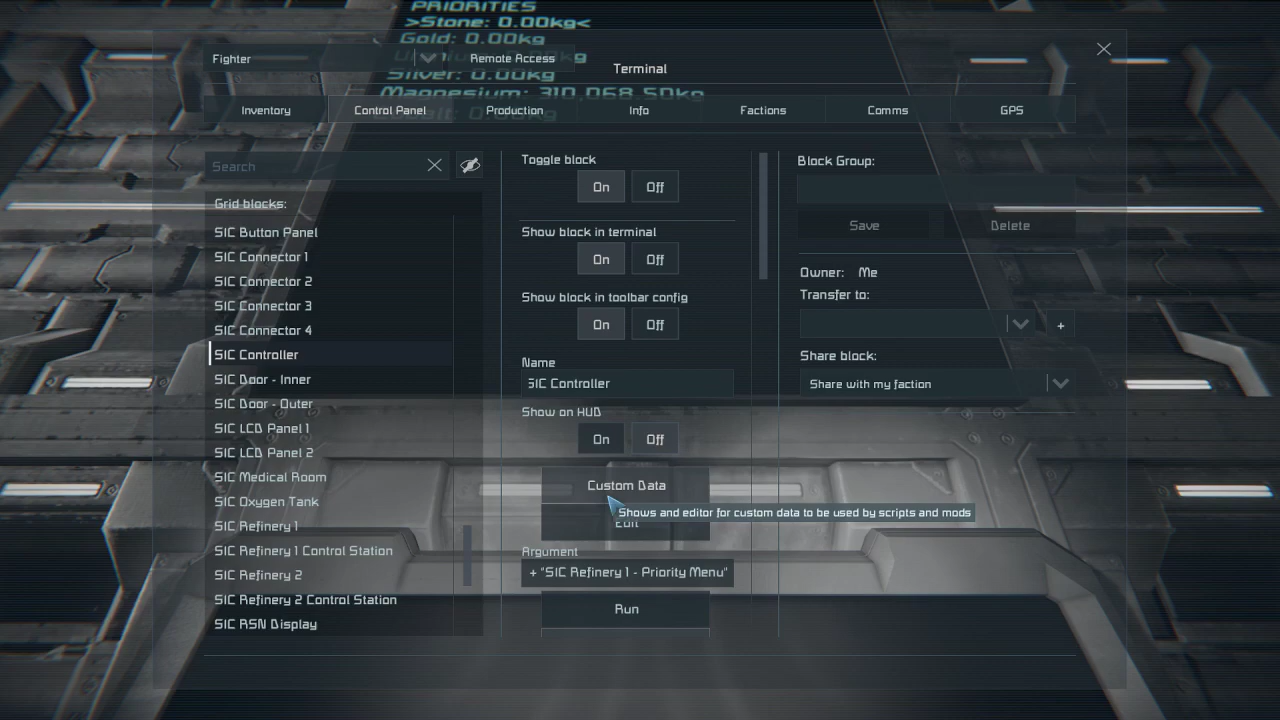 PRIORITIES
>Stone: 0.00kg<
Gold: 0.00kg
Silver: 0.00kg
Magnesium: 310,068.50kg
0.00kg
Fighter
Remote Access
Terminal
Inventory
Control Panel
Production
Info
Factions
Comms
GPS
Search
Grid blocks:
SIC Button Panel
SIC Connector 1
SIC Connector 2
SIC Connector 3
SIC Connector 4
SIC Controller
SIC Door - Inner
SIC Door - Outer
SIC LCD Panel 1
SIC LCD Panel 2
SIC Medical Room
SIC Oxygen Tank
SIC Refinery 1
SIC Refinery 1 Control Station
SIC Refinery 2
SIC Refinery 2 Control Station
SIC RSN Display
Toggle block
On Off
Show block in terminal
On Off
Show block in toolbar config
On Off
Name
SIC Controller
Show on HUD
On Off
Custom Data
Shows and editor for custom data to be used by scripts and mods
Edit
Argument
+ "SIC Refinery 1 - Priority Menu"
Run
Block Group:
Save
Delete
Owner: Me
Transfer to:
+
Share block:
Share with my faction